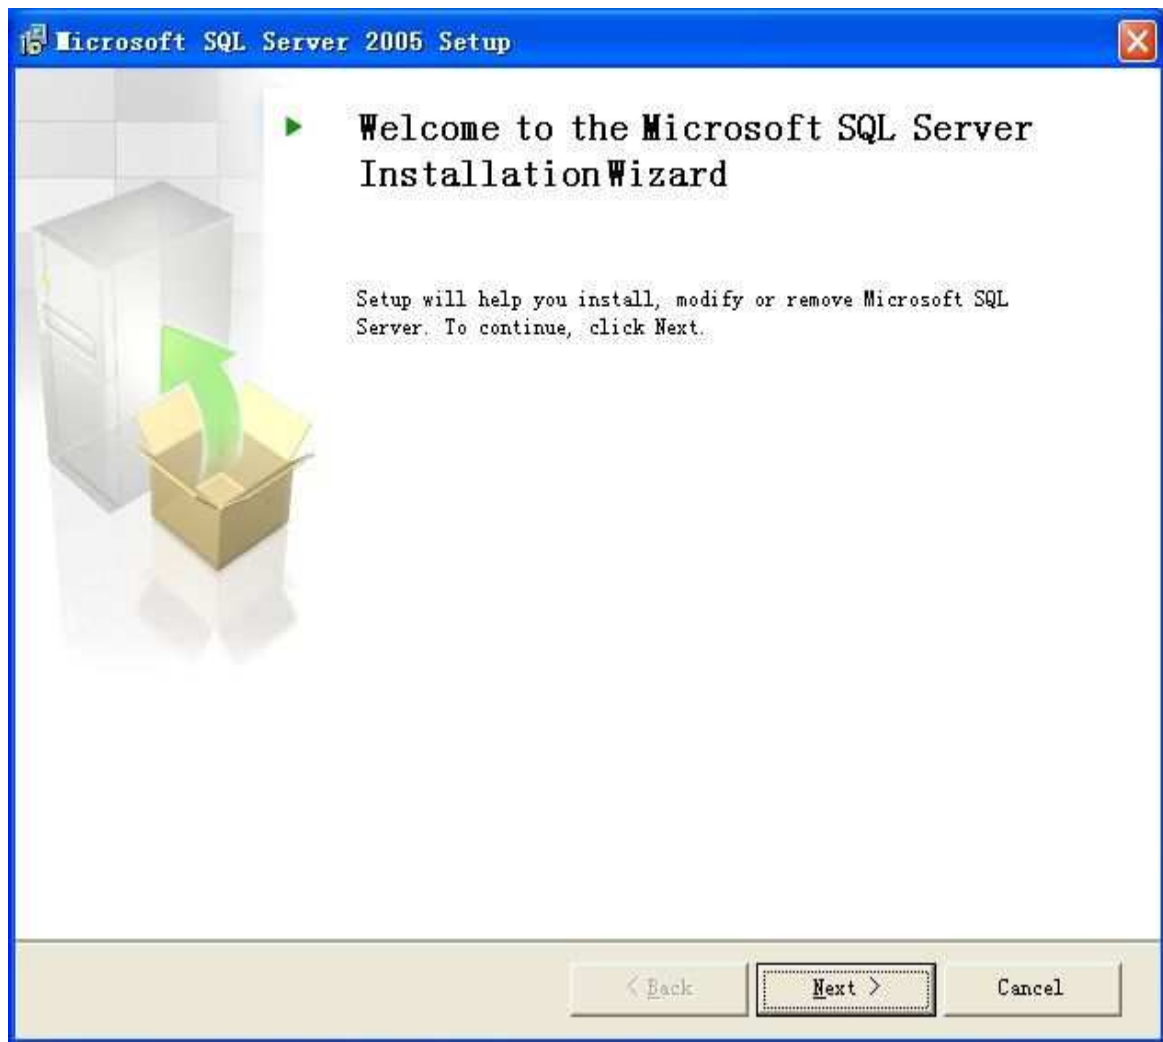 Microsoft SQL Server 2005 Setup
Welcome to the Microsoft SQL Server
Installation Wizard
Setup will help you install, modify or remove Microsoft SQL
Server. To continue, click Next.
< Back
Next >
Cancel